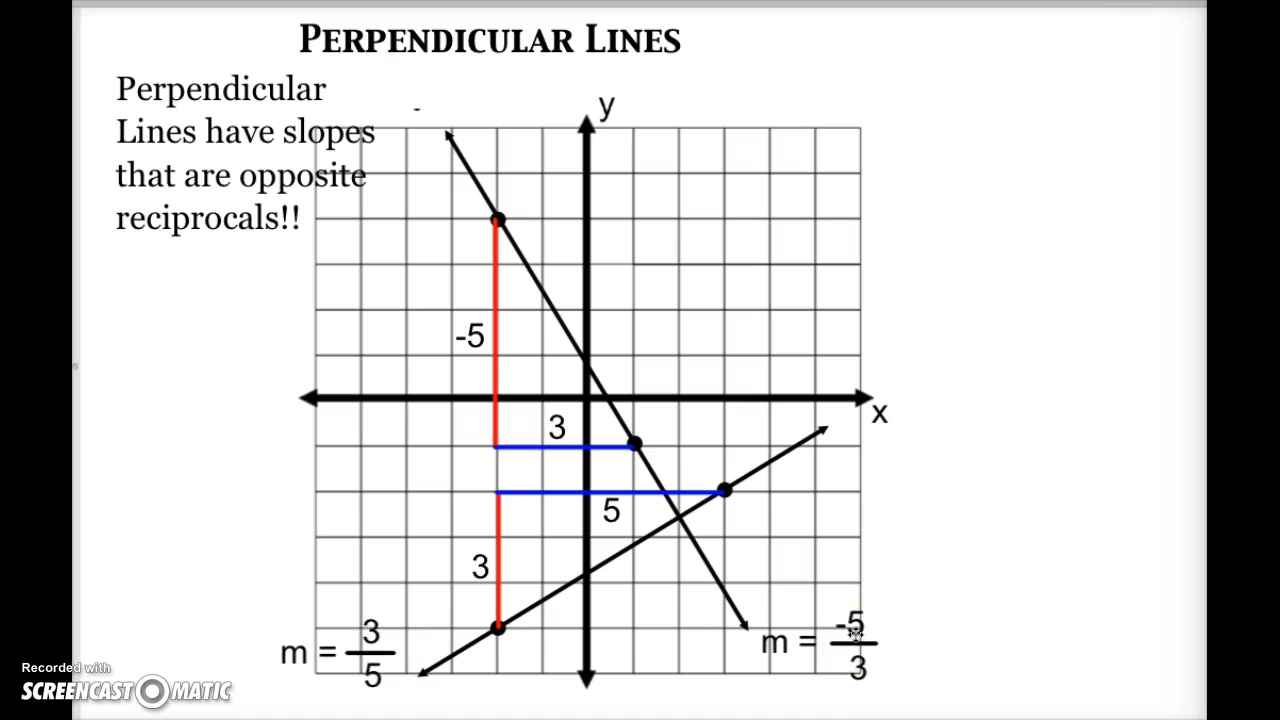 PERPENDICULAR LINES
Perpendicular
Lines have slopes
that are opposite
reciprocals!!
y
-5
3
x
5
3
m = 3/5
m = -5/3
Recorded with
SCREENCAST-O-MATIC